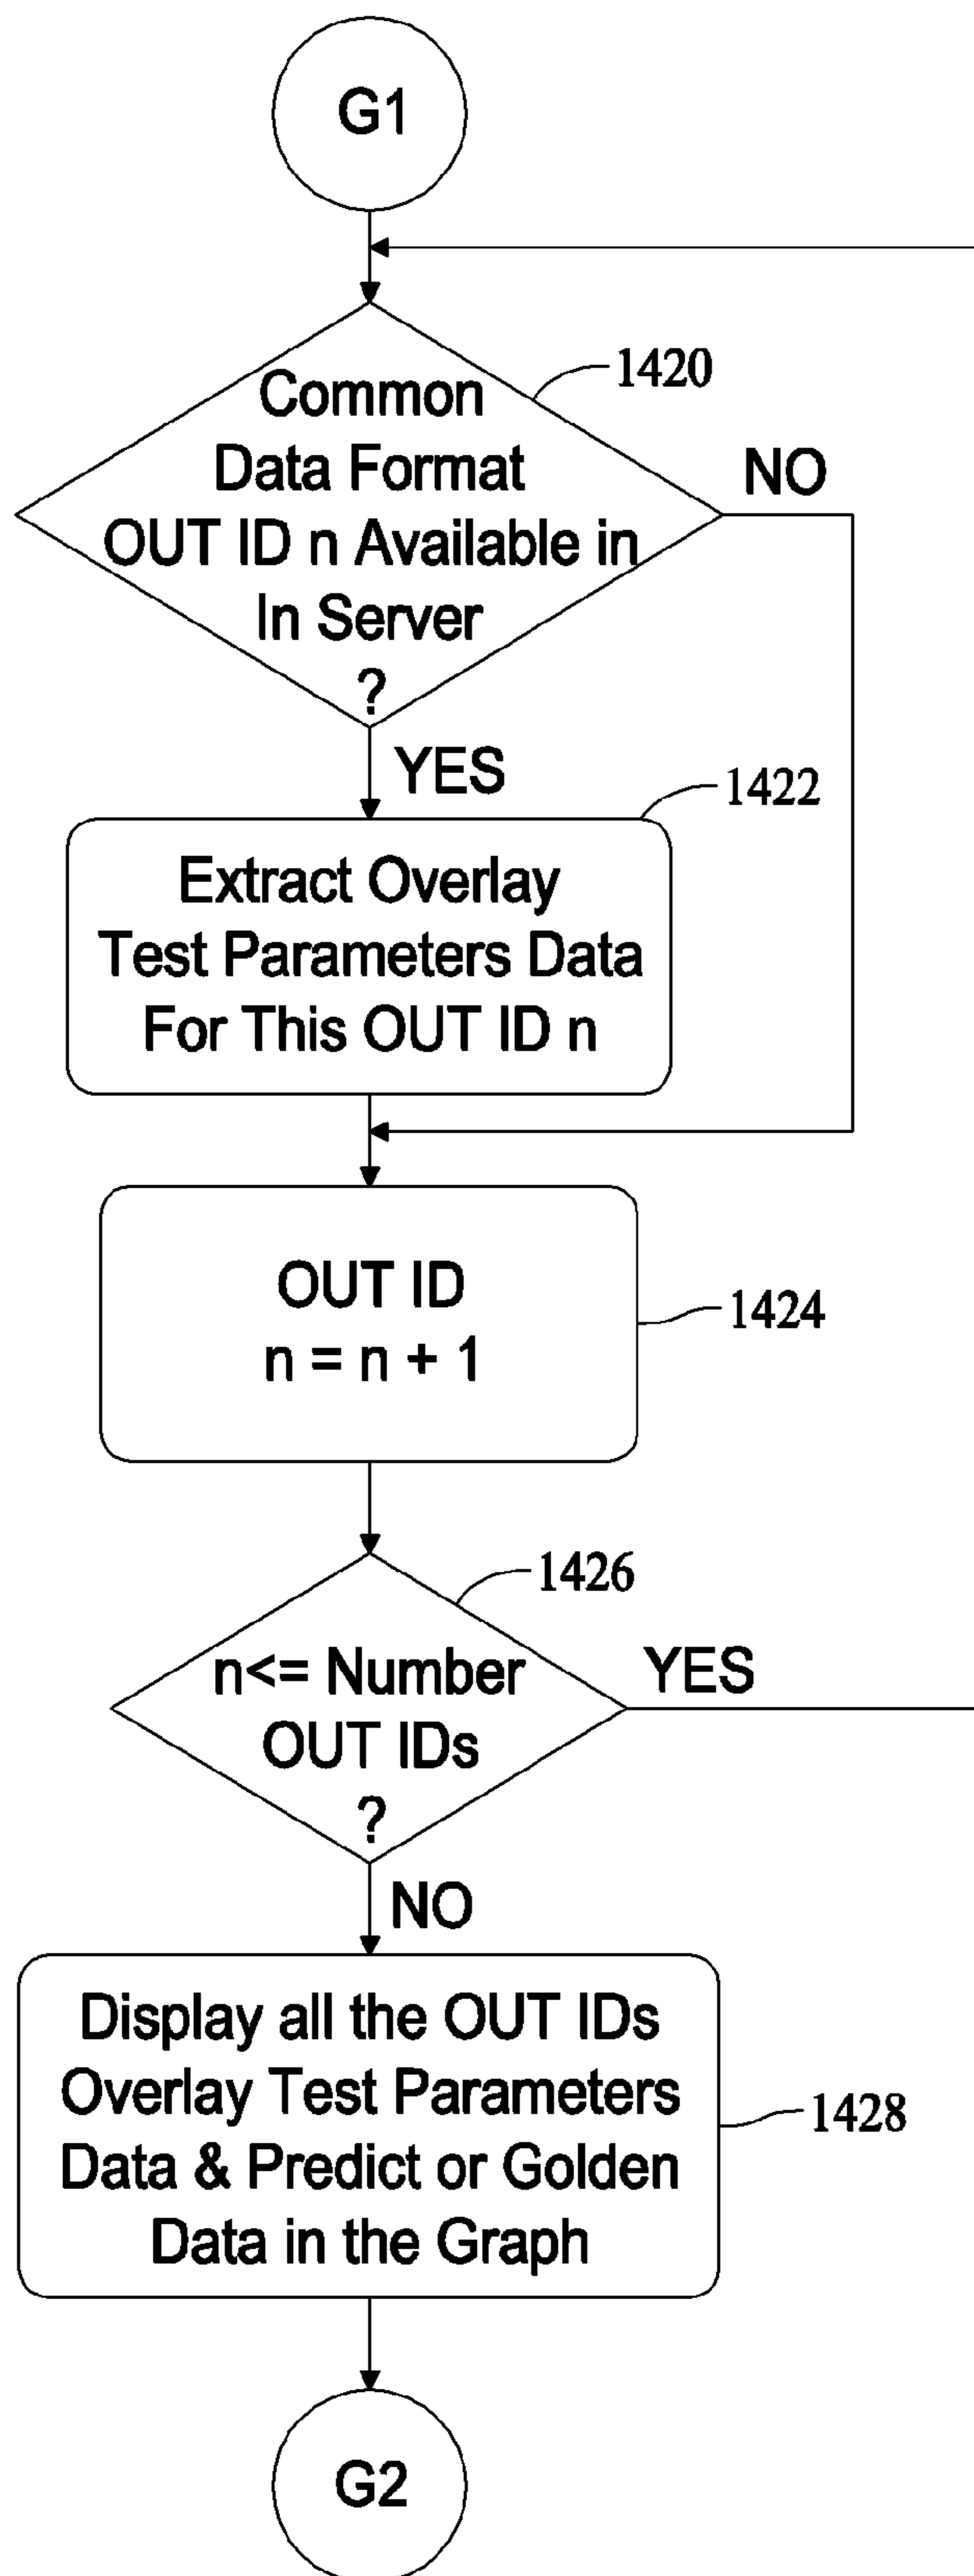 G1
1420
Common
Data Format
OUT ID n Available in
In Server
?
NO
YES
1422
Extract Overlay
Test Parameters Data
For This OUT ID n
OUT ID
n = n + 1
1424
1426
n<= Number
OUT IDs
?
YES
NO
Display all the OUT IDs
Overlay Test Parameters
Data & Predict or Golden
Data in the Graph
1428
G2